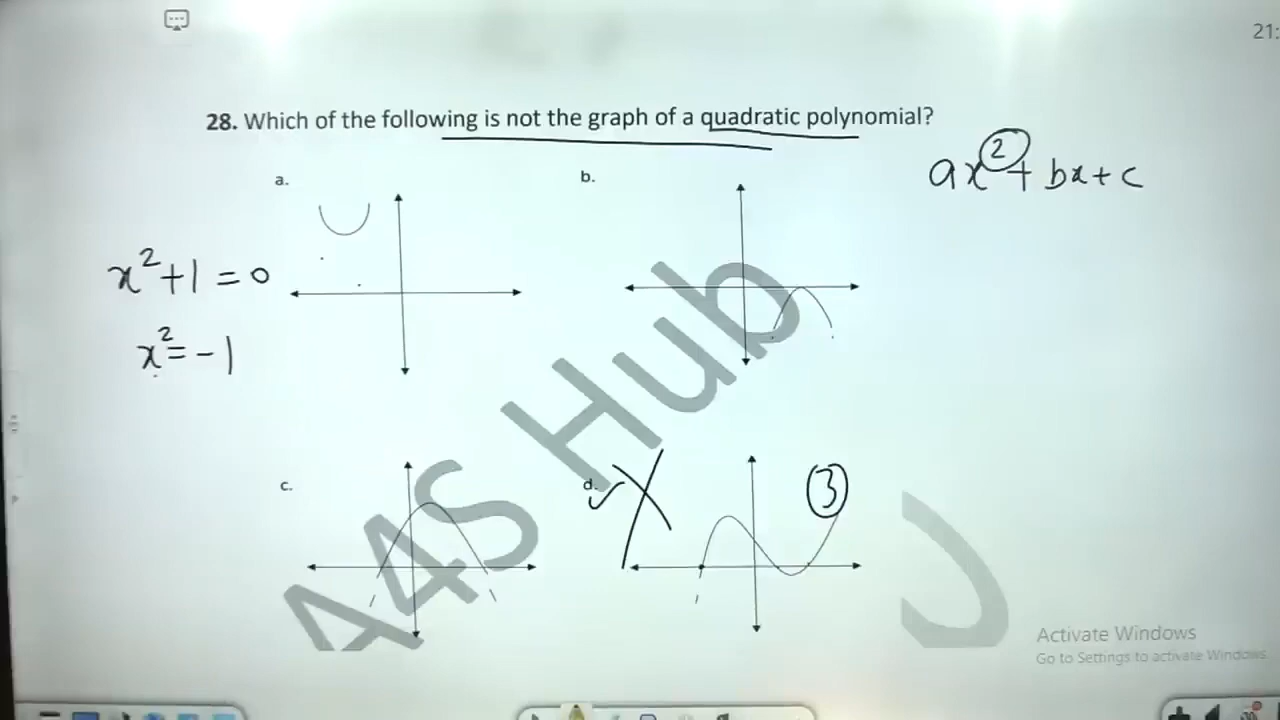 21:
28. Which of the following is not the graph of a quadratic polynomial?
ax²+ bx+c
a.
b.
x²+1=0
x²=-1
c.
d.
3
A4S Hub
Activate Windows
Go to Settings to activate Windows.